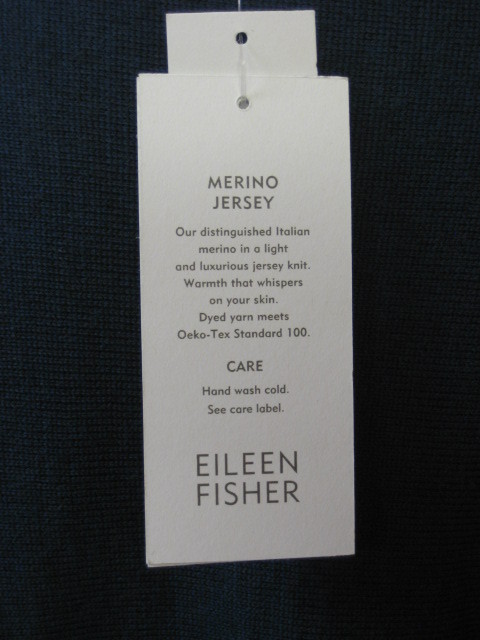 MERINO
JERSEY
Our distinguished Italian
merino in a light
and luxurious jersey knit.
Warmth that whispers
on your skin.
Dyed yarn meets
Oeko-Tex Standard 100.
CARE
Hand wash cold.
See care label.
EILEEN
FISHER